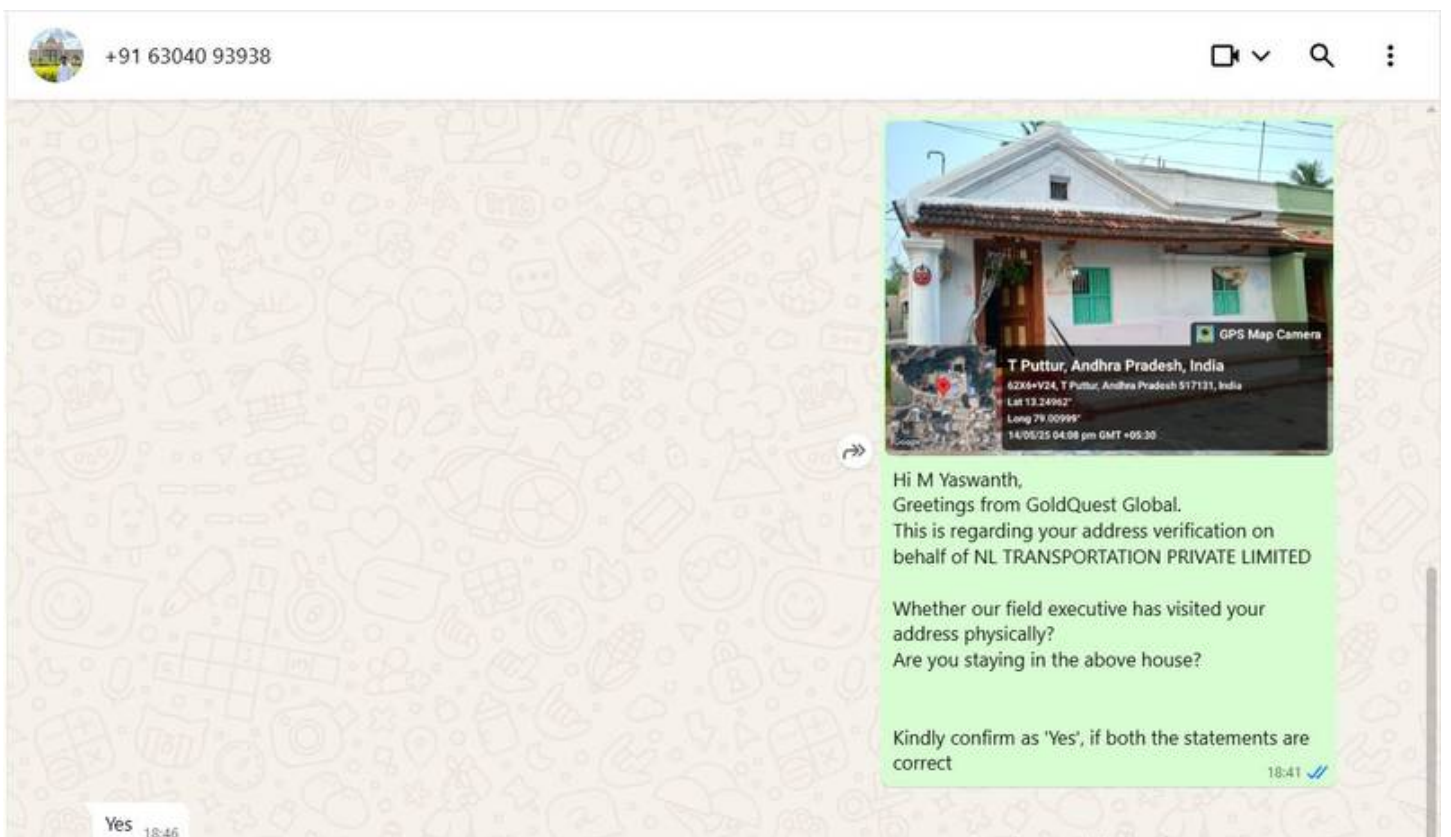 +91 63040 93938
GPS Map Camera
T Puttur, Andhra Pradesh, India
62X6+V24, T Puttur, Andhra Pradesh 517131, India
Lat 13.24962°
Long 79.00999°
14/05/25 04:08 pm GMT +05:30
Google
Hi M Yaswanth,
Greetings from GoldQuest Global.
This is regarding your address verification on
behalf of NL TRANSPORTATION PRIVATE LIMITED
Whether our field executive has visited your
address physically?
Are you staying in the above house?
Kindly confirm as 'Yes', if both the statements are
correct
18:41
Yes 18:46